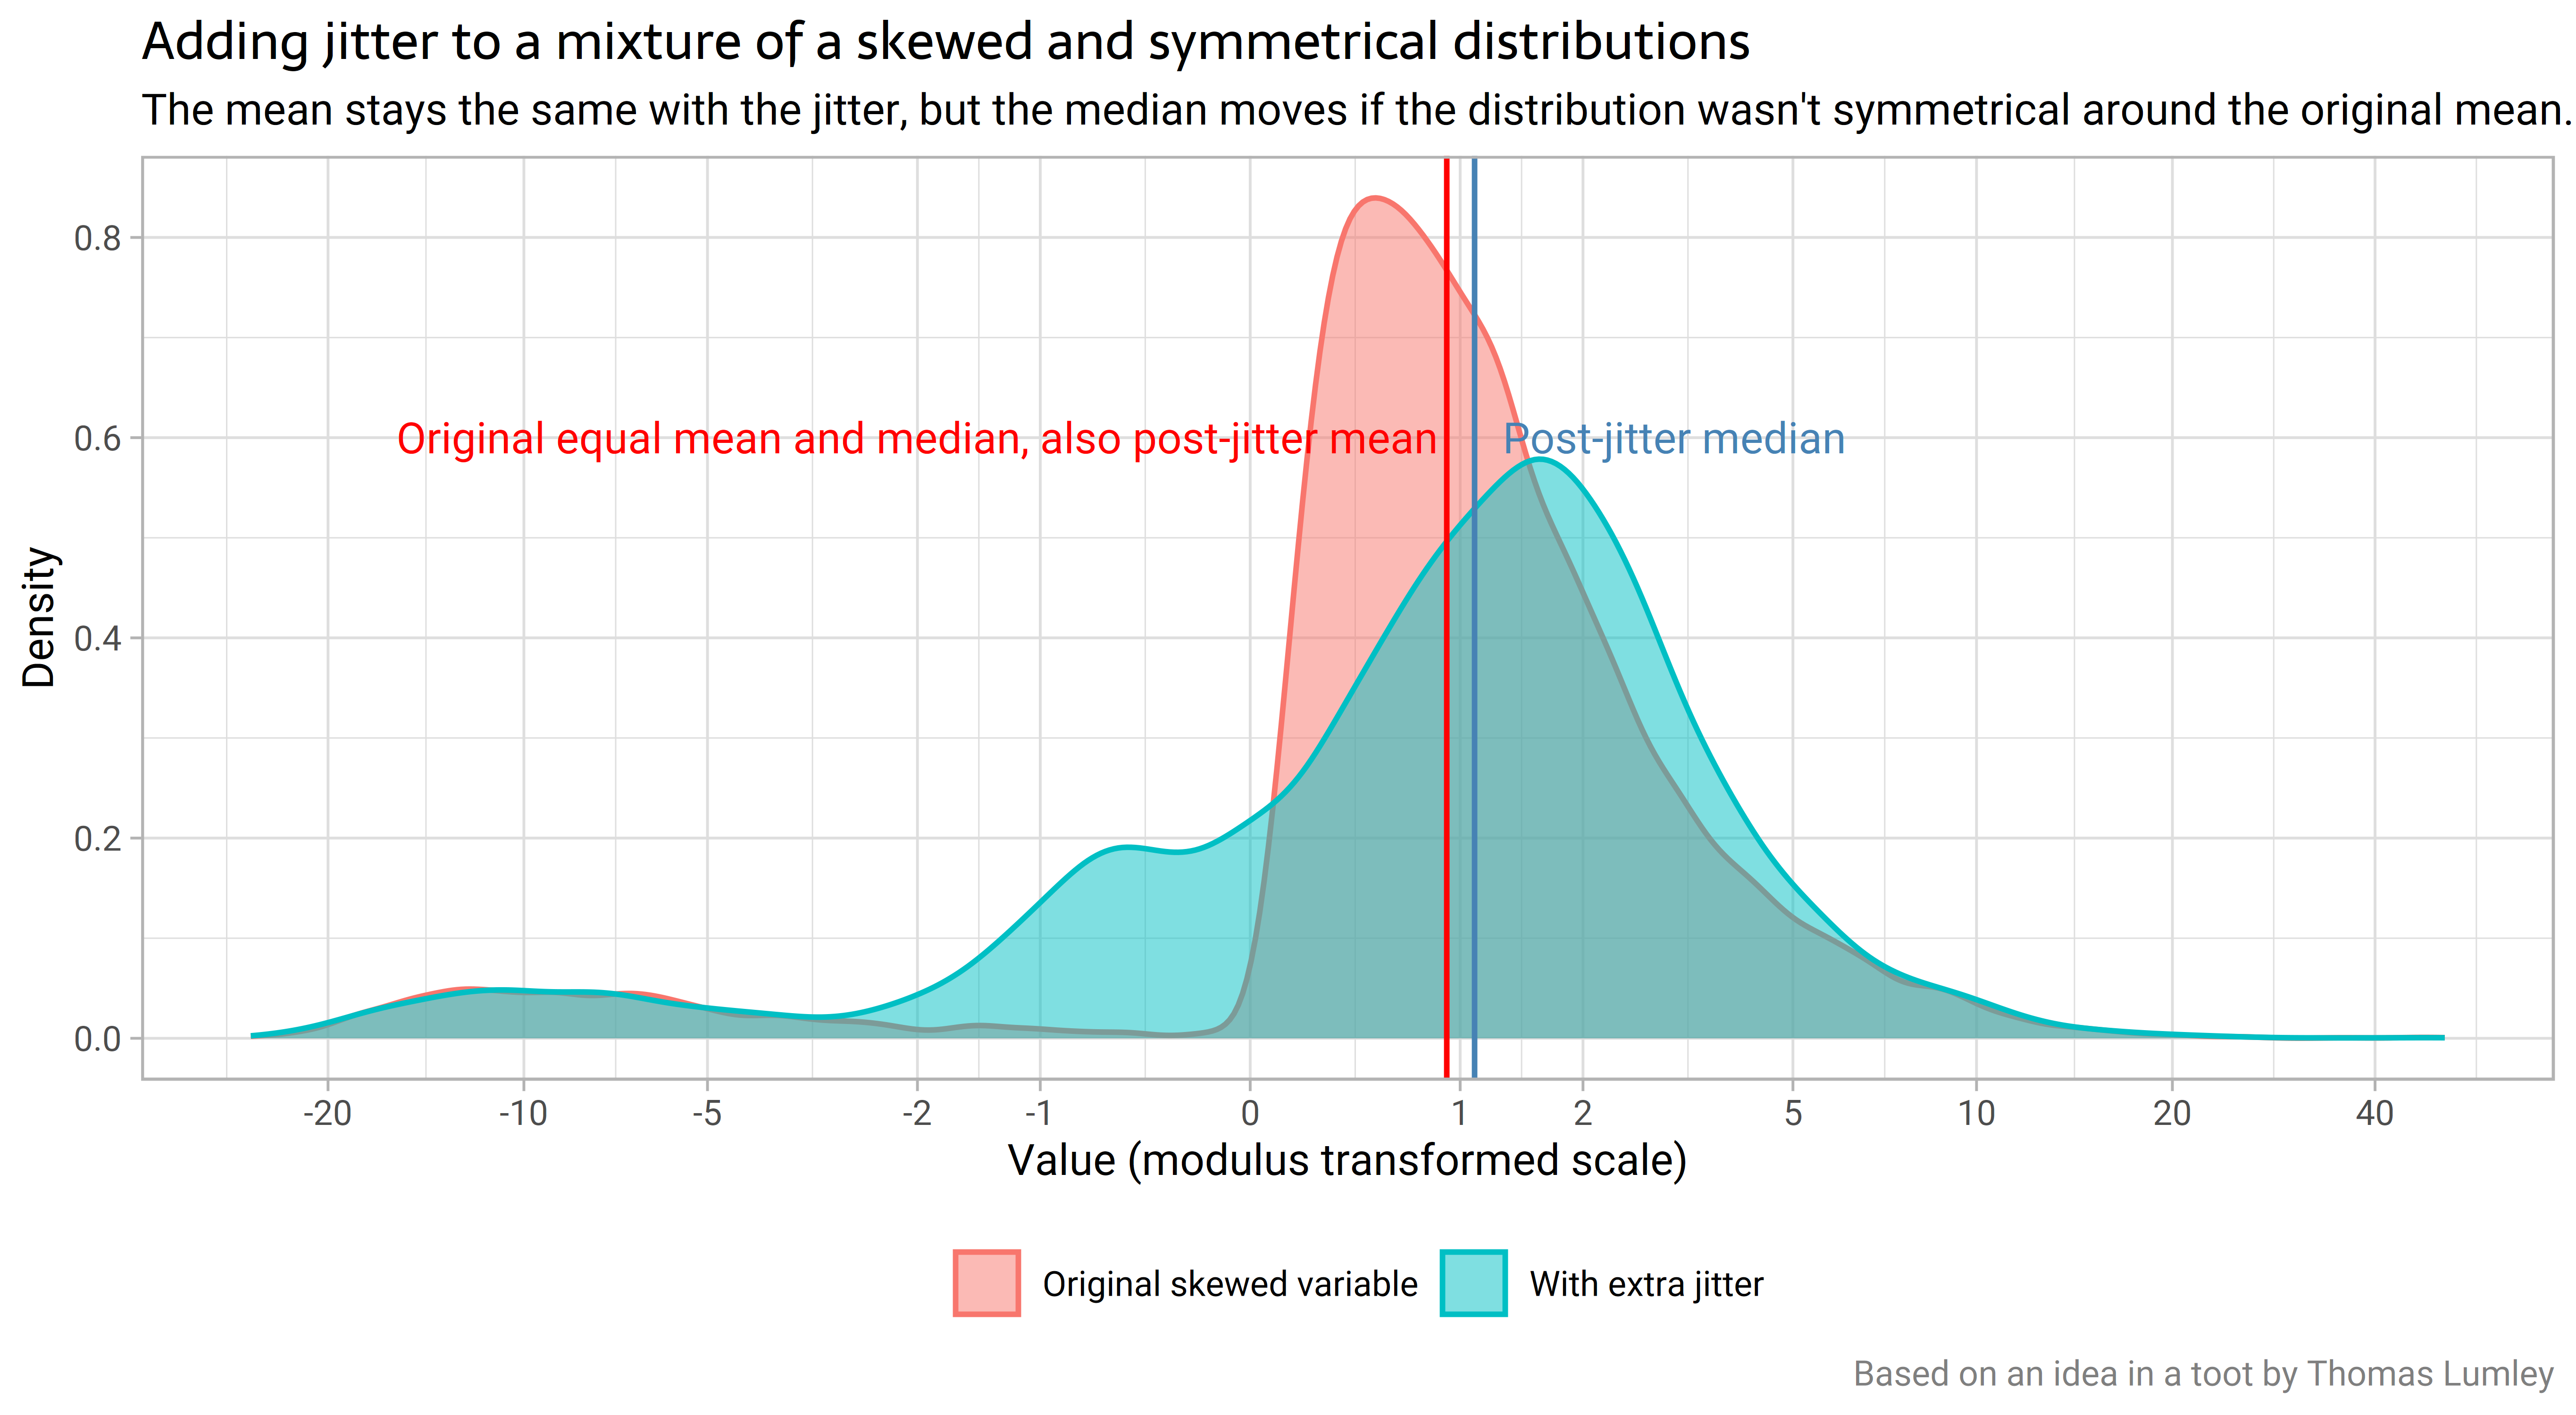 Adding jitter to a mixture of a skewed and symmetrical distributions
The mean stays the same with the jitter, but the median moves if the distribution wasn't symmetrical around the original mean.
Density
0.8
0.6
0.4
0.2
0.0
Original equal mean and median, also post-jitter mean
Post-jitter median
-20 -10 -5 -2 -1 0 1 2 5 10 20 40
Value (modulus transformed scale)
Original skewed variable
With extra jitter
Based on an idea in a toot by Thomas Lumley